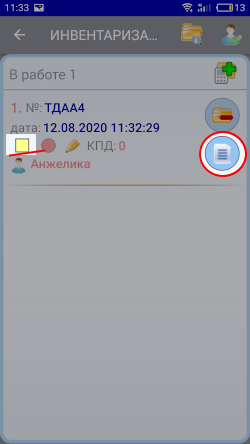 11:33 13
ИНВЕНТАРИЗА...
В работе 1
1. №: ТДАА4
дата: 12.08.2020 11:32:29
КПД: 0
Анжелика